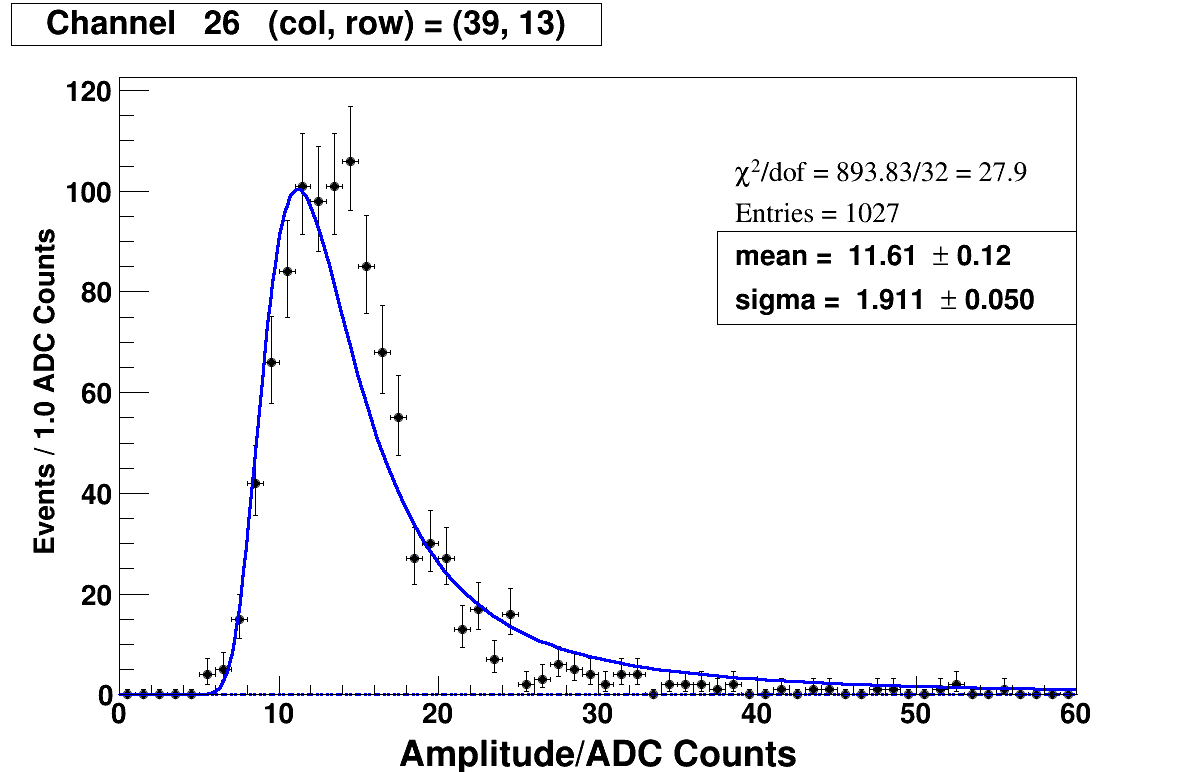 Channel 26 (col, row) = (39, 13)
120
100
80
60
40
20
0
Events / 1.0 ADC Counts
χ²/dof = 893.83/32 = 27.9
Entries = 1027
mean = 11.61 ± 0.12
sigma = 1.911 ± 0.050
0 10 20 30 40 50 60
Amplitude/ADC Counts